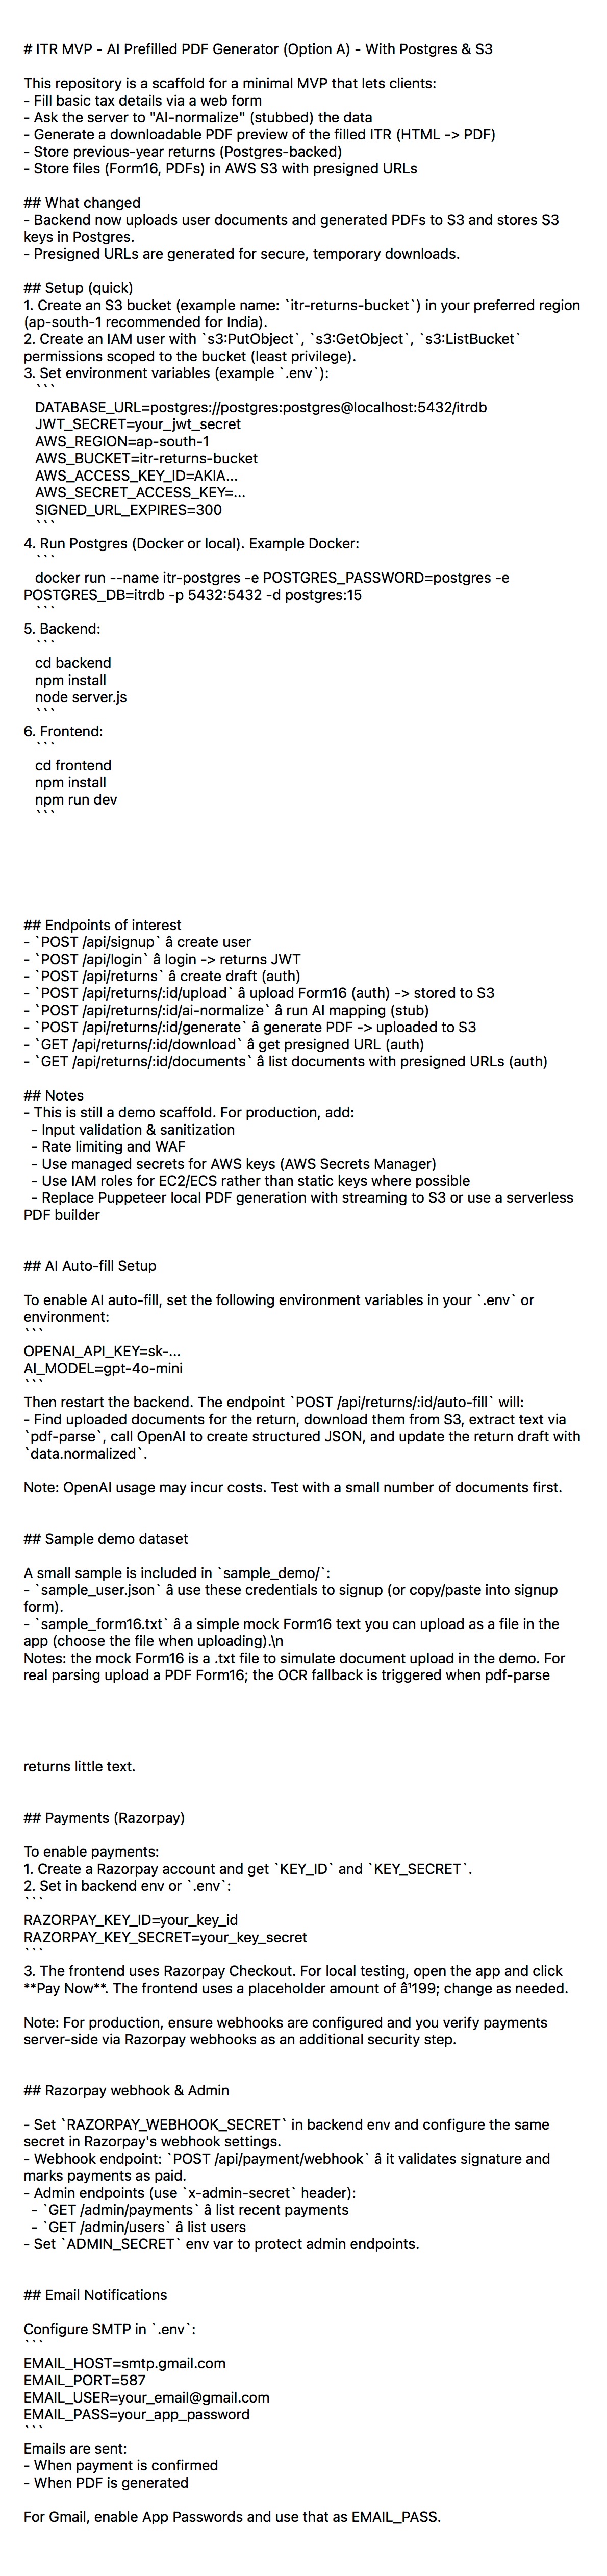 # ITR MVP - AI Prefilled PDF Generator (Option A) - With Postgres & S3
This repository is a scaffold for a minimal MVP that lets clients:
- Fill basic tax details via a web form
- Ask the server to "AI-normalize" (stubbed) the data
- Generate a downloadable PDF preview of the filled ITR (HTML -> PDF)
- Store previous-year returns (Postgres-backed)
- Store files (Form16, PDFs) in AWS S3 with presigned URLs
## What changed
- Backend now uploads user documents and generated PDFs to S3 and stores S3
keys in Postgres.
- Presigned URLs are generated for secure, temporary downloads.
## Setup (quick)
1. Create an S3 bucket (example name: `itr-returns-bucket`) in your preferred region
(ap-south-1 recommended for India).
2. Create an IAM user with `s3:PutObject`, `s3:GetObject`, `s3:ListBucket`
permissions scoped to the bucket (least privilege).
3. Set environment variables (example `.env`):
```
DATABASE_URL=postgres://postgres:postgres@localhost:5432/itrdb
JWT_SECRET=your_jwt_secret
AWS_REGION=ap-south-1
AWS_BUCKET=itr-returns-bucket
AWS_ACCESS_KEY_ID=AKIA...
AWS_SECRET_ACCESS_KEY=...
SIGNED_URL_EXPIRES=300
```
4. Run Postgres (Docker or local). Example Docker:
```
docker run --name itr-postgres -e POSTGRES_PASSWORD=postgres -e
POSTGRES_DB=itrdb -p 5432:5432 -d postgres:15
```
5. Backend:
```
cd backend
npm install
node server.js
```
6. Frontend:
```
cd frontend
npm install
npm run dev
```
## Endpoints of interest
- `POST /api/signup` â create user
- `POST /api/login` â login -> returns JWT
- `POST /api/returns` â create draft (auth)
- `POST /api/returns/:id/upload` â upload Form16 (auth) -> stored to S3
- `POST /api/returns/:id/ai-normalize` â run AI mapping (stub)
- `POST /api/returns/:id/generate` â generate PDF -> uploaded to S3
- `GET /api/returns/:id/download` â get presigned URL (auth)
- `GET /api/returns/:id/documents` â list documents with presigned URLs (auth)
## Notes
- This is still a demo scaffold. For production, add:
- Input validation & sanitization
- Rate limiting and WAF
- Use managed secrets for AWS keys (AWS Secrets Manager)
- Use IAM roles for EC2/ECS rather than static keys where possible
- Replace Puppeteer local PDF generation with streaming to S3 or use a serverless
PDF builder
## AI Auto-fill Setup
To enable AI auto-fill, set the following environment variables in your `.env` or
environment:
```
OPENAI_API_KEY=sk-...
AI_MODEL=gpt-4o-mini
```
Then restart the backend. The endpoint `POST /api/returns/:id/auto-fill` will:
- Find uploaded documents for the return, download them from S3, extract text via
`pdf-parse`, call OpenAI to create structured JSON, and update the return draft with
`data.normalized`.
Note: OpenAI usage may incur costs. Test with a small number of documents first.
## Sample demo dataset
A small sample is included in `sample_demo/`:
- `sample_user.json` â use these credentials to signup (or copy/paste into signup
form).
- `sample_form16.txt` â a simple mock Form16 text you can upload as a file in the
app (choose the file when uploading).\n
Notes: the mock Form16 is a .txt file to simulate document upload in the demo. For
real parsing upload a PDF Form16; the OCR fallback is triggered when pdf-parse
returns little text.
## Payments (Razorpay)
To enable payments:
1. Create a Razorpay account and get `KEY_ID` and `KEY_SECRET`.
2. Set in backend env or `.env`:
```
RAZORPAY_KEY_ID=your_key_id
RAZORPAY_KEY_SECRET=your_key_secret
```
3. The frontend uses Razorpay Checkout. For local testing, open the app and click
**Pay Now**. The frontend uses a placeholder amount of â¹199; change as needed.
Note: For production, ensure webhooks are configured and you verify payments
server-side via Razorpay webhooks as an additional security step.
## Razorpay webhook & Admin
- Set `RAZORPAY_WEBHOOK_SECRET` in backend env and configure the same
secret in Razorpay's webhook settings.
- Webhook endpoint: `POST /api/payment/webhook` â it validates signature and
marks payments as paid.
- Admin endpoints (use `x-admin-secret` header):
- `GET /admin/payments` â list recent payments
- `GET /admin/users` â list users
- Set `ADMIN_SECRET` env var to protect admin endpoints.
## Email Notifications
Configure SMTP in `.env`:
```
EMAIL_HOST=smtp.gmail.com
EMAIL_PORT=587
EMAIL_USER=your_email@gmail.com
EMAIL_PASS=your_app_password
```
Emails are sent:
- When payment is confirmed
- When PDF is generated
For Gmail, enable App Passwords and use that as EMAIL_PASS.